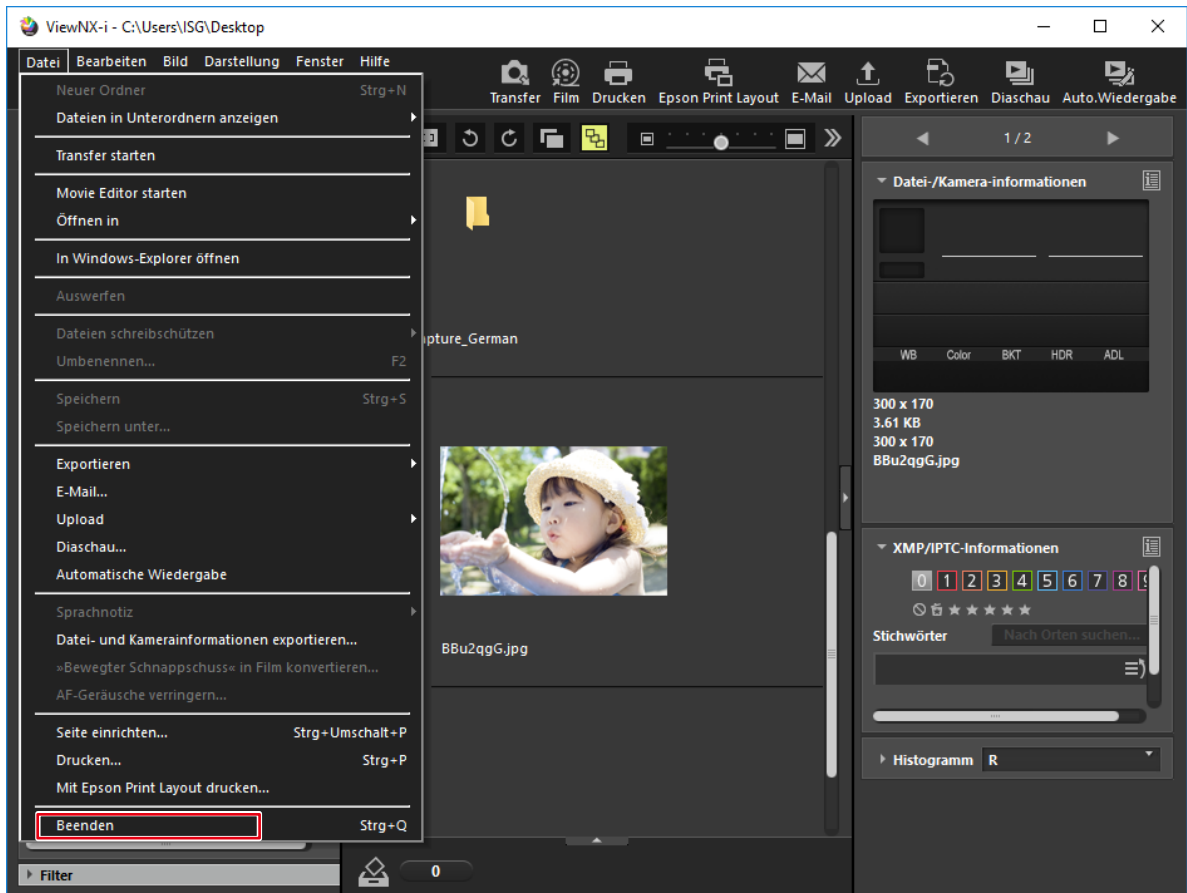 ViewNX-i - C:\Users\ISG\Desktop
Datei Bearbeiten Bild Darstellung Fenster Hilfe
Transfer Film Drucken Epson Print Layout E-Mail Upload Exportieren Diaschau Auto.Wiedergabe
Neuer Ordner Strg+N
Dateien in Unterordnern anzeigen
Transfer starten
Movie Editor starten
Öffnen in
In Windows-Explorer öffnen
Auswerfen
Dateien schreibschützen
Umbenennen... F2
Speichern Strg+S
Speichern unter...
Exportieren
E-Mail...
Upload
Diaschau...
Automatische Wiedergabe
Sprachnotiz
Datei- und Kamerainformationen exportieren...
»Bewegter Schnappschuss« in Film konvertieren...
AF-Geräusche verringern...
Seite einrichten... Strg+Umschalt+P
Drucken... Strg+P
Mit Epson Print Layout drucken...
Beenden Strg+Q
Filter
pture_German
BBu2qgG.jpg
0
1 / 2
Datei-/Kamera-informationen
WB Color BKT HDR ADL
300 x 170
3.61 KB
300 x 170
BBu2qgG.jpg
XMP/IPTC-Informationen
0 1 2 3 4 5 6 7 8 9
Stichwörter Nach Orten suchen...
Histogramm R